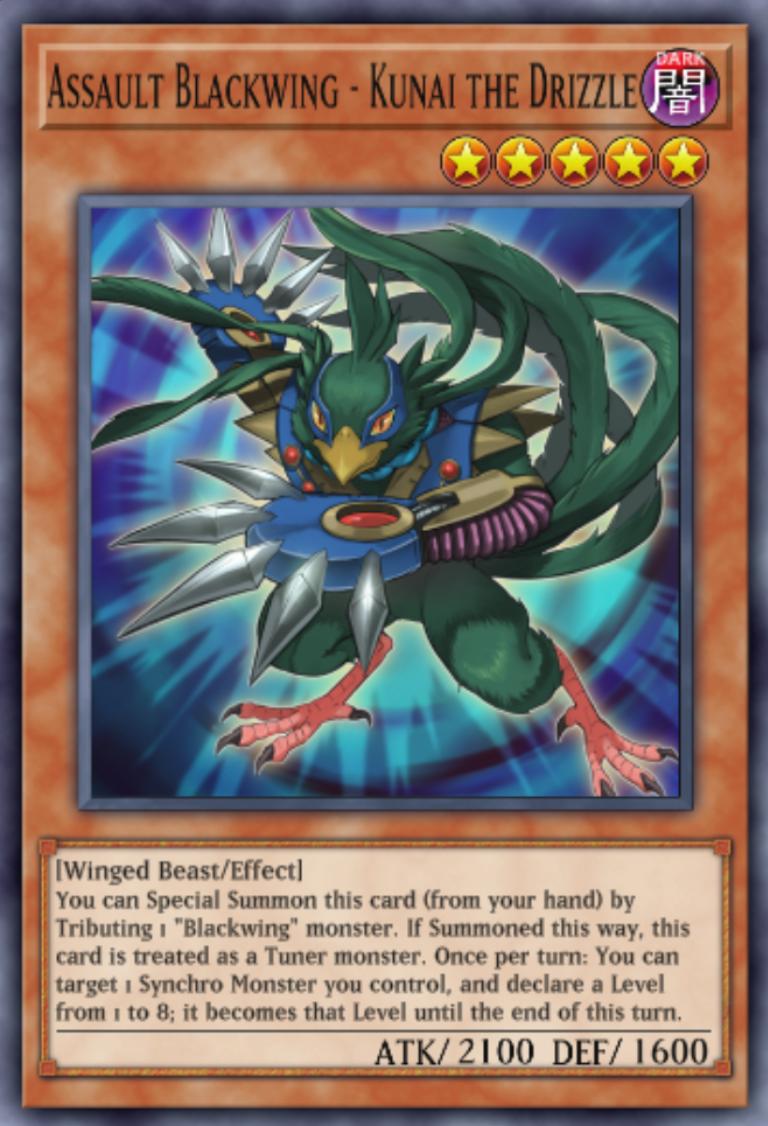 Assault Blackwing - Kunai the Drizzle
DARK
闇
[Winged Beast/Effect]
You can Special Summon this card (from your hand) by
Tributing 1 "Blackwing" monster. If Summoned this way, this
card is treated as a Tuner monster. Once per turn: You can
target 1 Synchro Monster you control, and declare a Level
from 1 to 8; it becomes that Level until the end of this turn.
ATK/ 2100 DEF/ 1600